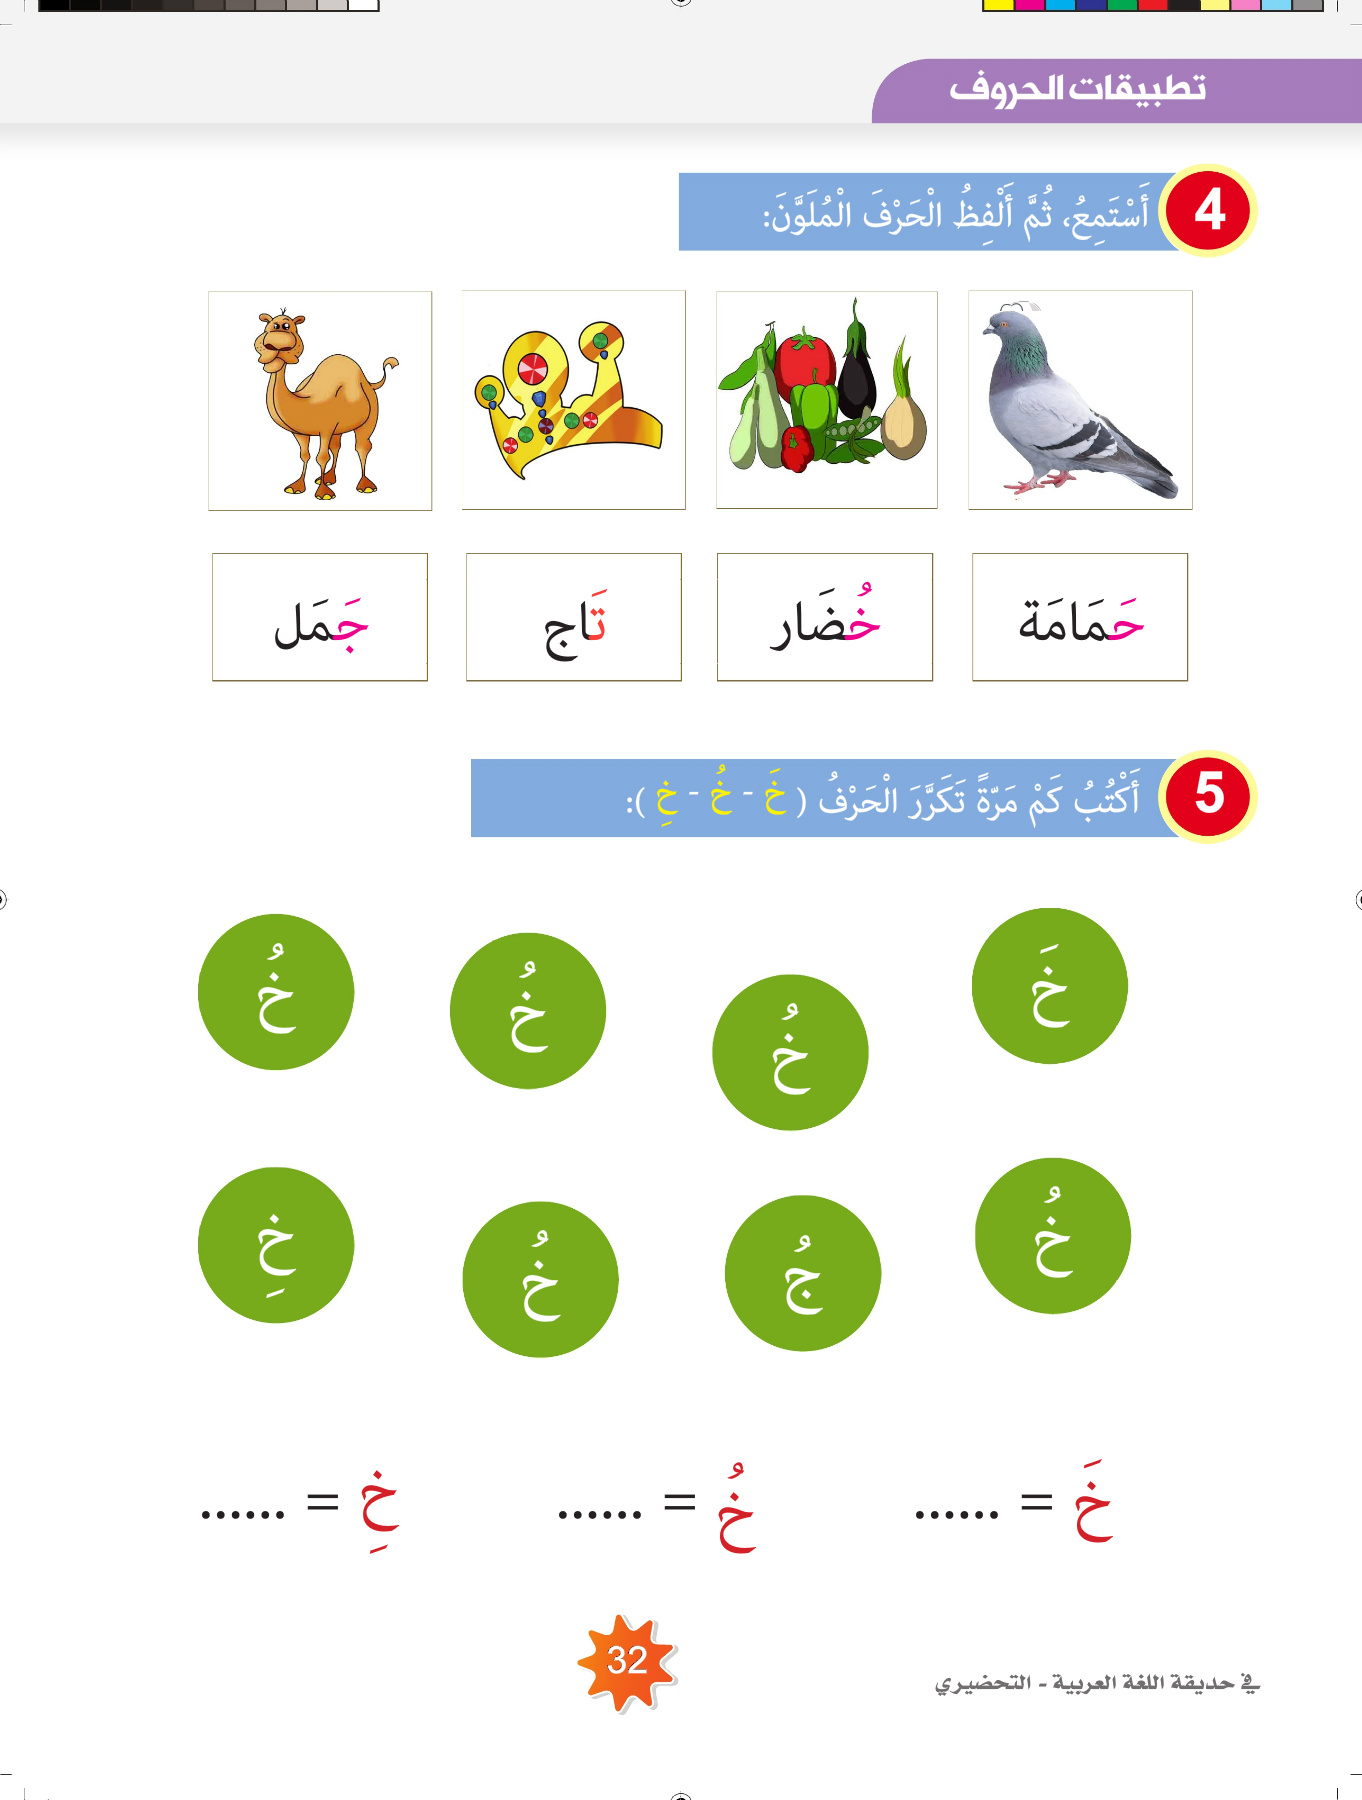 تطبيقات الحروف
4 أَسْتَمِعُ، ثُمَّ أَلْفِظُ الْحَرْفَ الْمُلَوَّنَ:
حَمَامَة خُضَار تَاج جَمَل
5 أَكْتُبُ كَمْ مَرّةً تَكَرَّرَ الْحَرْفُ ( خَ - خُ - خِ ):
خَ خُ خُ خُ
خُ جُ خُ خِ
خَ = ...... خُ = ...... خِ = ......
32
في حديقة اللغة العربية - التحضيري